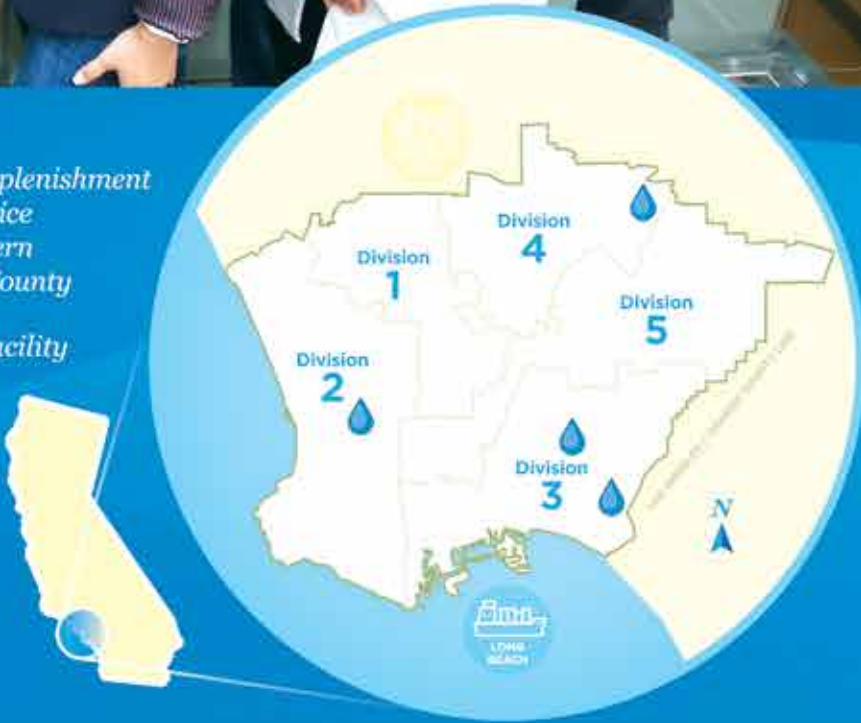 plenishment
ice
ern
ounty
acility
Division
4
Division
1
Division
5
Division
2
Division
3
N
LONG
BEACH